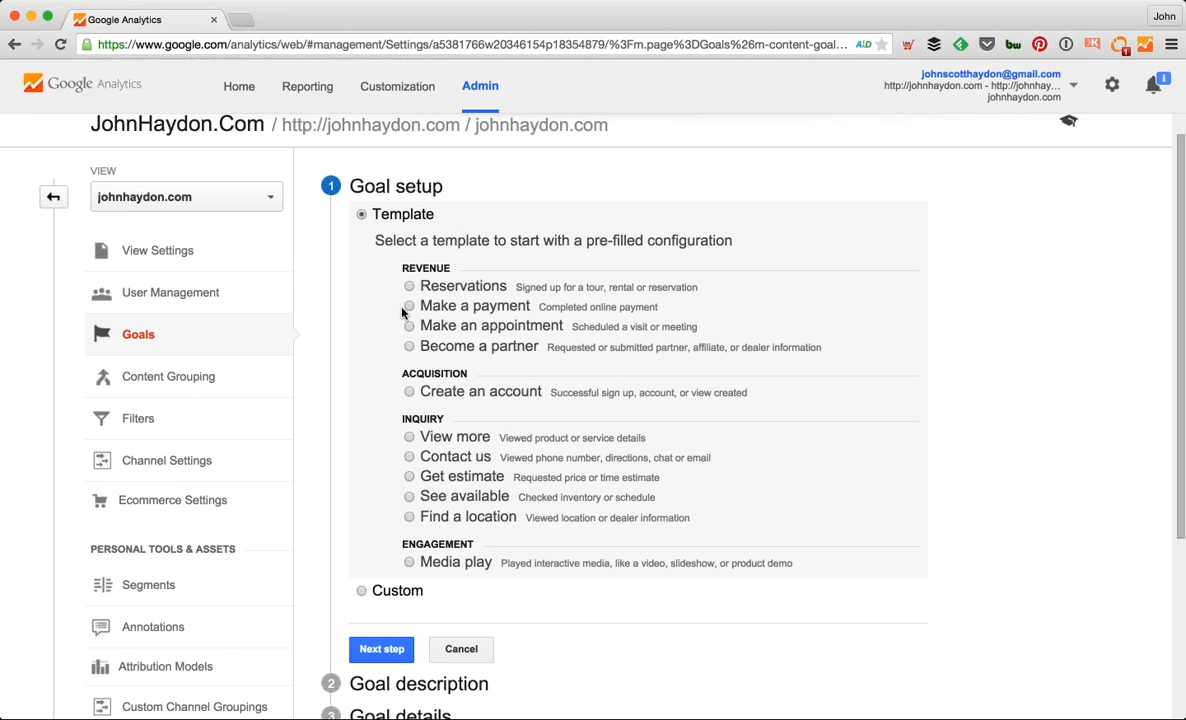 Google Analytics
John
https://www.google.com/analytics/web/#management/Settings/a5381766w20346154p18354879/%3Fm.page%3DGoals%26m-content-goal...
Google Analytics
Home
Reporting
Customization
Admin
johnscotthaydon@gmail.com
http://johnhaydon.com - http://johnhay...
johnhaydon.com
JohnHaydon.Com / http://johnhaydon.com / johnhaydon.com
VIEW
johnhaydon.com
View Settings
User Management
Goals
Content Grouping
Filters
Channel Settings
Ecommerce Settings
PERSONAL TOOLS & ASSETS
Segments
Annotations
Attribution Models
Custom Channel Groupings
1 Goal setup
Template
Select a template to start with a pre-filled configuration
REVENUE
Reservations Signed up for a tour, rental or reservation
Make a payment Completed online payment
Make an appointment Scheduled a visit or meeting
Become a partner Requested or submitted partner, affiliate, or dealer information
ACQUISITION
Create an account Successful sign up, account, or view created
INQUIRY
View more Viewed product or service details
Contact us Viewed phone number, directions, chat or email
Get estimate Requested price or time estimate
See available Checked inventory or schedule
Find a location Viewed location or dealer information
ENGAGEMENT
Media play Played interactive media, like a video, slideshow, or product demo
Custom
Next step
Cancel
2 Goal description
3 Goal details